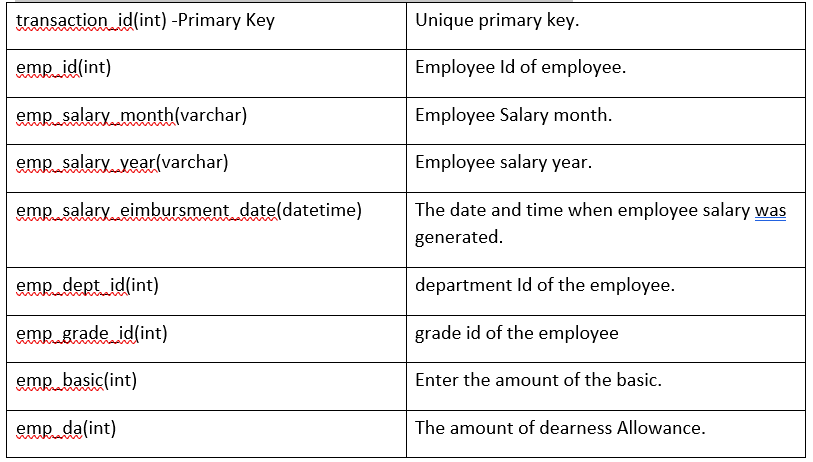 transaction_id(int) -Primary Key
Unique primary key.
emp_id(int)
Employee Id of employee.
emp_salary_month(varchar)
Employee Salary month.
emp_salary_year(varchar)
Employee salary year.
emp_salary_eimbursment_date(datetime)
The date and time when employee salary was
generated.
emp_dept_id(int)
department Id of the employee.
emp_grade_id(int)
grade id of the employee
emp_basic(int)
Enter the amount of the basic.
emp_da(int)
The amount of dearness Allowance.